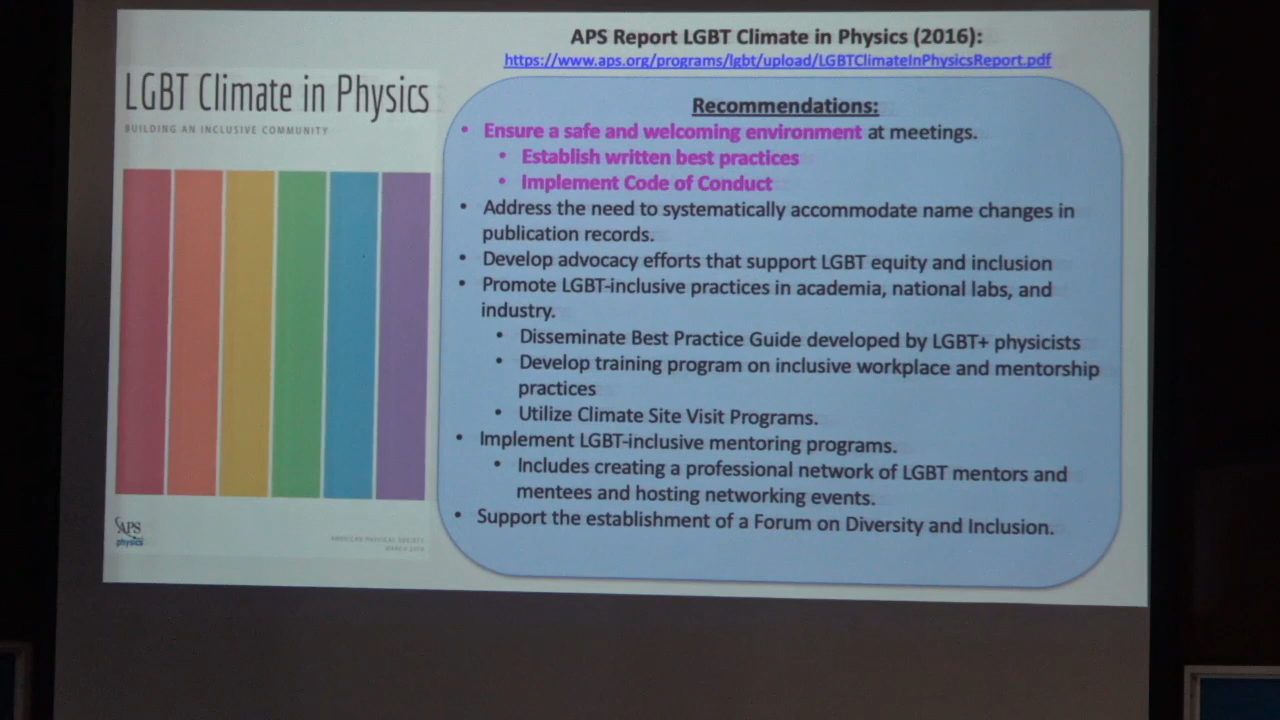 APS Report LGBT Climate in Physics (2016):
https://www.aps.org/programs/lgbt/upload/LGBTClimateInPhysicsReport.pdf
LGBT Climate in Physics
BUILDING AN INCLUSIVE COMMUNITY
APS
physics
AMERICAN PHYSICAL SOCIETY
MARCH 2016
Recommendations:
• Ensure a safe and welcoming environment at meetings.
• Establish written best practices
• Implement Code of Conduct
• Address the need to systematically accommodate name changes in
publication records.
• Develop advocacy efforts that support LGBT equity and inclusion
• Promote LGBT-inclusive practices in academia, national labs, and
industry.
• Disseminate Best Practice Guide developed by LGBT+ physicists
• Develop training program on inclusive workplace and mentorship
practices
• Utilize Climate Site Visit Programs.
• Implement LGBT-inclusive mentoring programs.
• Includes creating a professional network of LGBT mentors and
mentees and hosting networking events.
• Support the establishment of a Forum on Diversity and Inclusion.